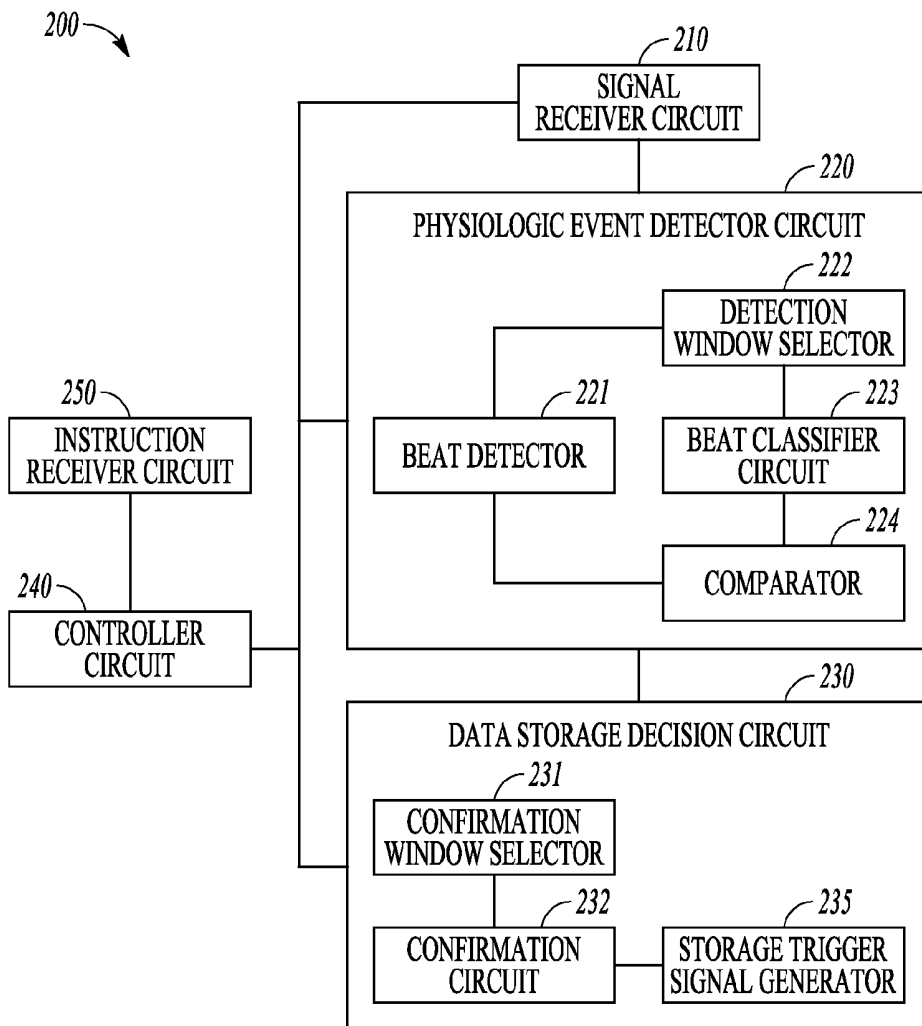 200
210
SIGNAL
RECEIVER CIRCUIT
220
PHYSIOLOGIC EVENT DETECTOR CIRCUIT
222
DETECTION
WINDOW SELECTOR
250
INSTRUCTION
RECEIVER CIRCUIT
221
BEAT DETECTOR
223
BEAT CLASSIFIER
CIRCUIT
224
COMPARATOR
240
CONTROLLER
CIRCUIT
230
DATA STORAGE DECISION CIRCUIT
231
CONFIRMATION
WINDOW SELECTOR
232
CONFIRMATION
CIRCUIT
235
STORAGE TRIGGER
SIGNAL GENERATOR